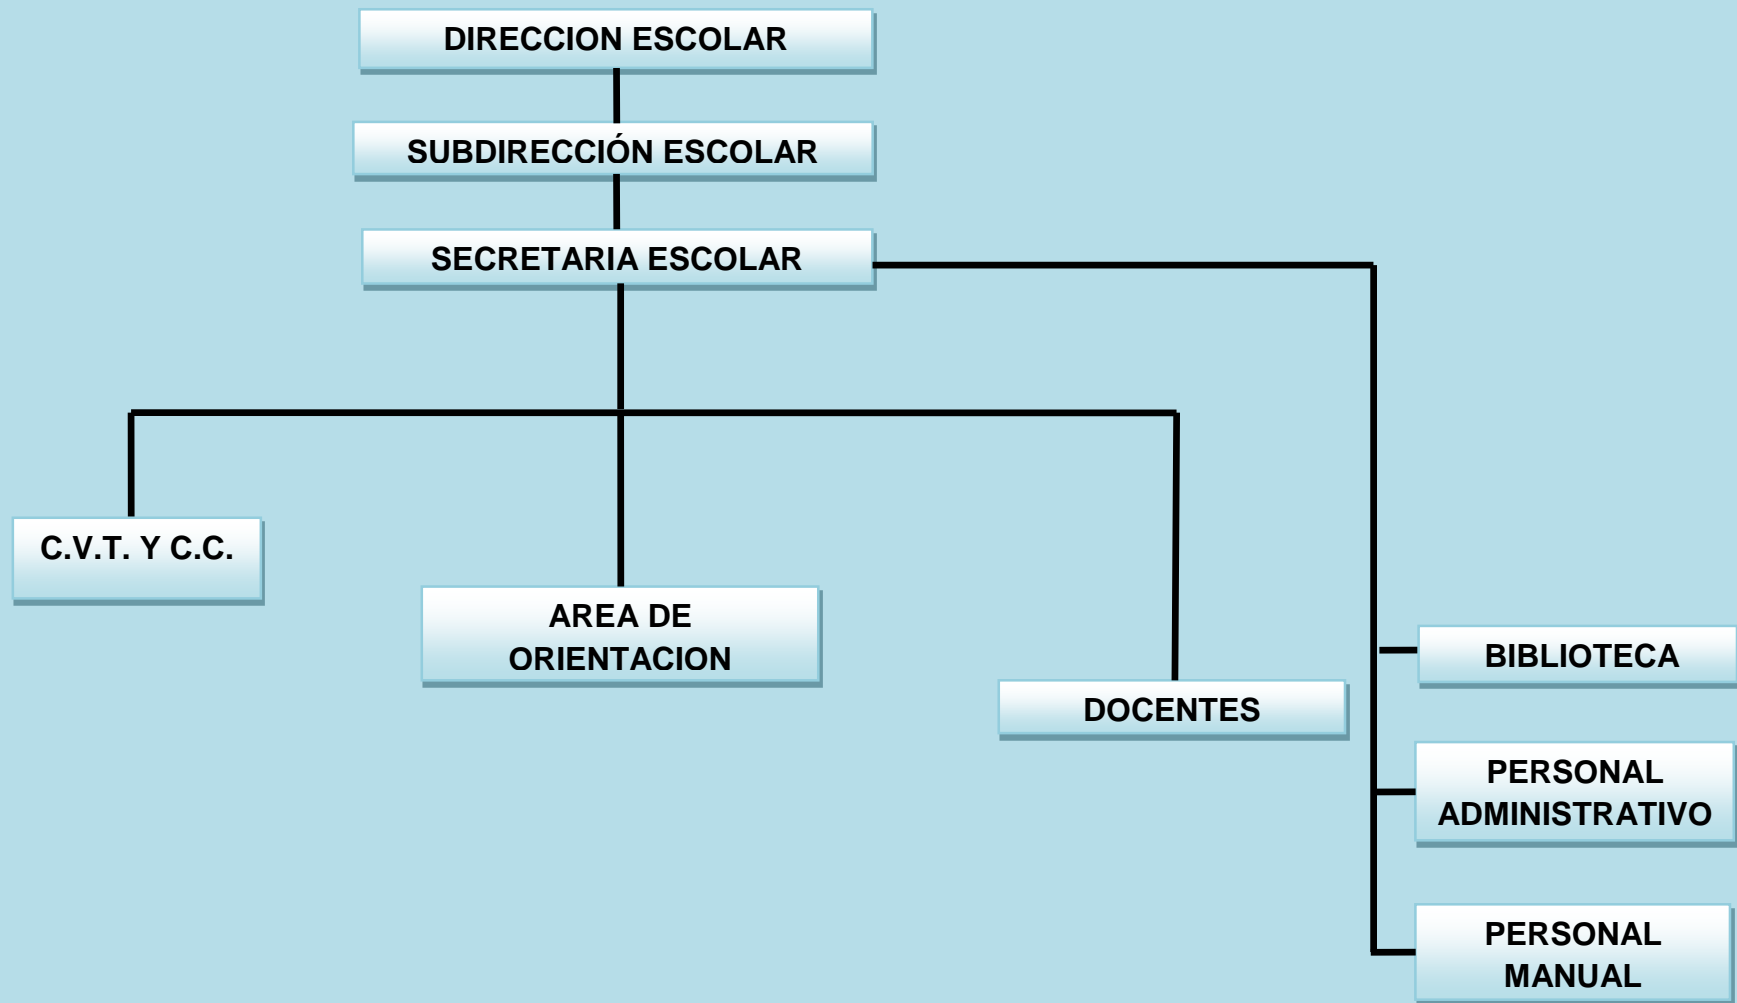 DIRECCION ESCOLAR
SUBDIRECCIÓN ESCOLAR
SECRETARIA ESCOLAR
C.V.T. Y C.C.
AREA DE
ORIENTACION
DOCENTES
BIBLIOTECA
PERSONAL
ADMINISTRATIVO
PERSONAL
MANUAL